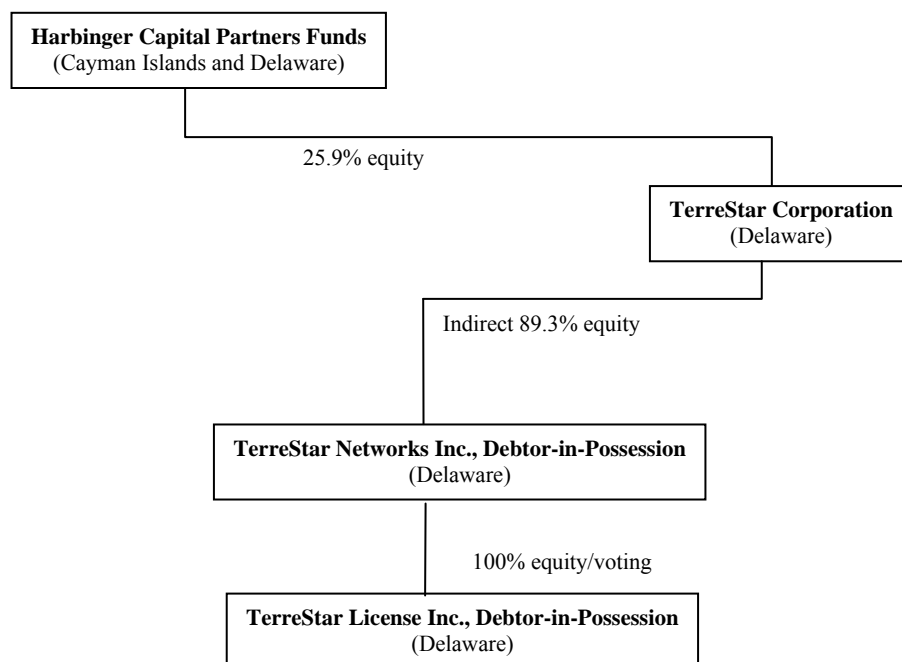 Harbinger Capital Partners Funds
(Cayman Islands and Delaware)
25.9% equity
TerreStar Corporation
(Delaware)
Indirect 89.3% equity
TerreStar Networks Inc., Debtor-in-Possession
(Delaware)
100% equity/voting
TerreStar License Inc., Debtor-in-Possession
(Delaware)